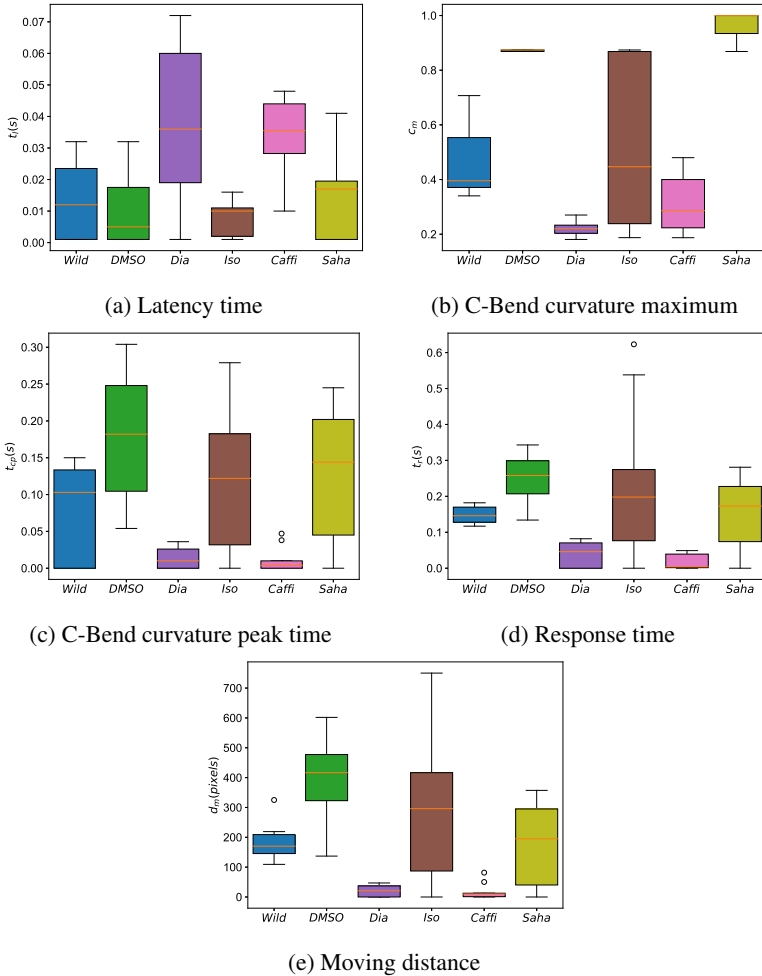 0.07
0.06
0.05
0.04
0.03
0.02
0.01
0.00
t_l(s)
Wild DMSO Dia Iso Caffi Saha
(a) Latency time
1.0
0.8
0.6
0.4
0.2
c_m
Wild DMSO Dia Iso Caffi Saha
(b) C-Bend curvature maximum
0.30
0.25
0.20
0.15
0.10
0.05
0.00
t_cp(s)
Wild DMSO Dia Iso Caffi Saha
(c) C-Bend curvature peak time
0.6
0.5
0.4
0.3
0.2
0.1
0.0
t_r(s)
Wild DMSO Dia Iso Caffi Saha
(d) Response time
700
600
500
400
300
200
100
0
d_m(pixels)
Wild DMSO Dia Iso Caffi Saha
(e) Moving distance